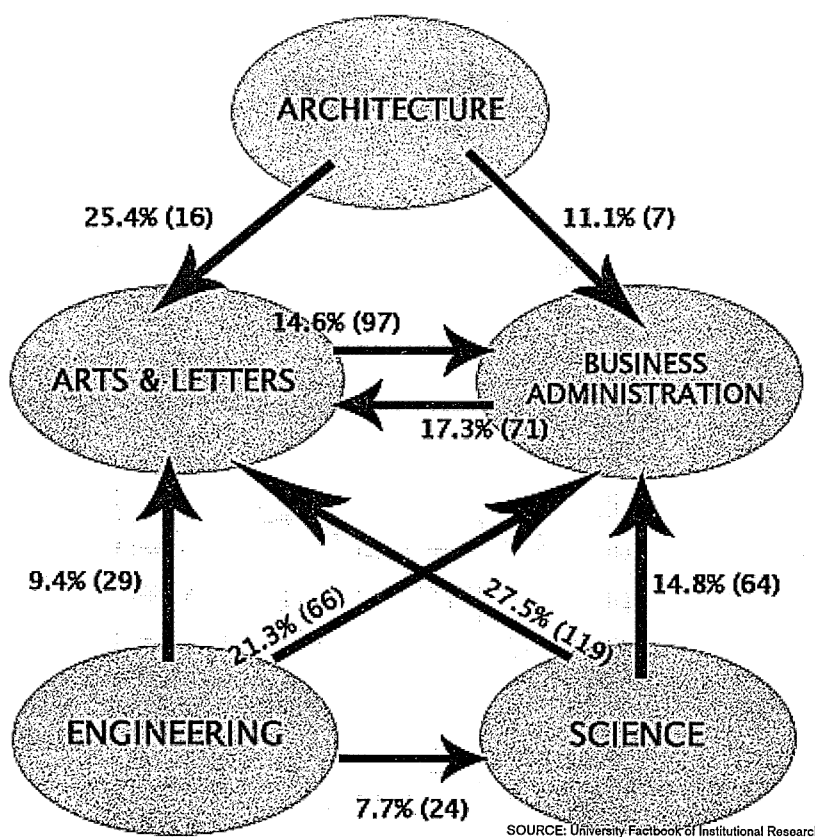 ARCHITECTURE
25.4% (16)
11.1% (7)
14.6% (97)
ARTS & LETTERS
BUSINESS
ADMINISTRATION
17.3% (71)
9.4% (29)
21.3% (66)
27.5% (119)
14.8% (64)
ENGINEERING
SCIENCE
7.7% (24)
SOURCE: University Factbook of Institutional Research